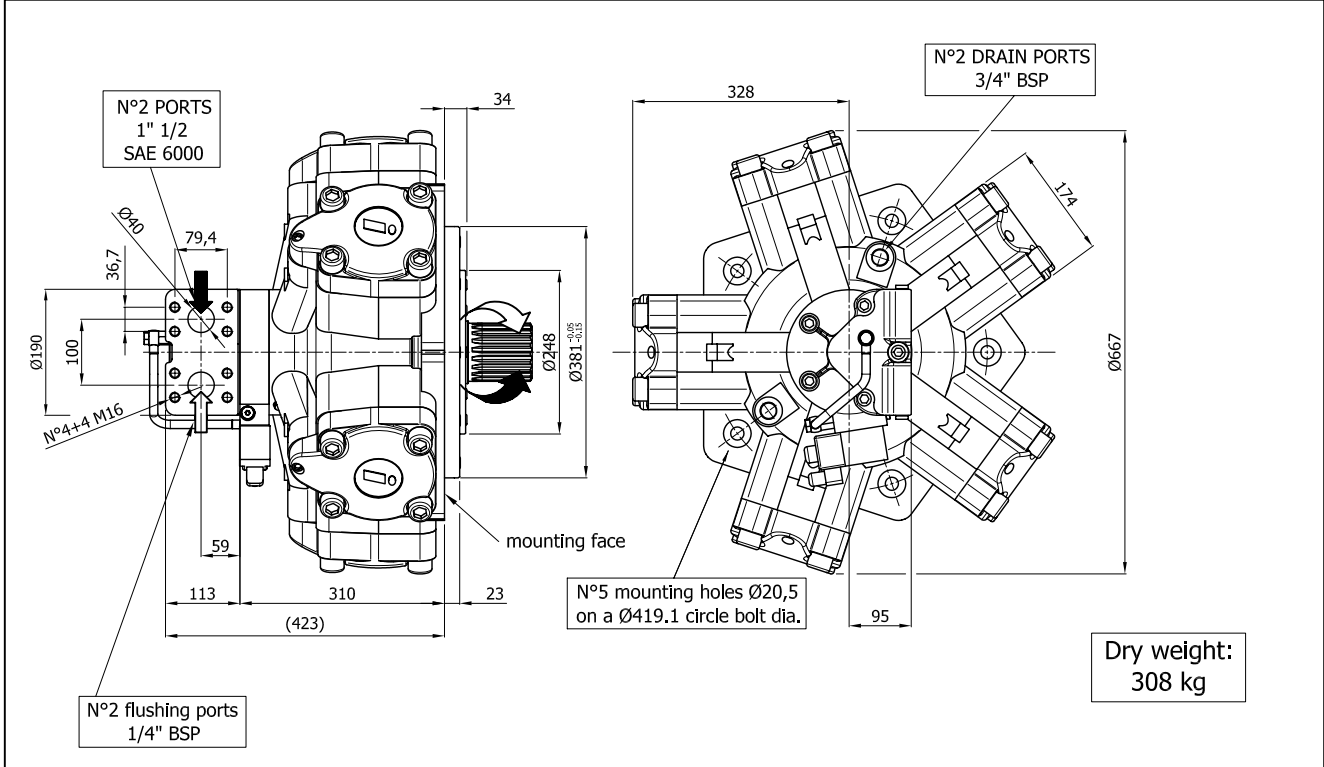 N°2 PORTS
1" 1/2
SAE 6000
34
328
N°2 DRAIN PORTS
3/4" BSP
174
Ø40
79,4
36,7
Ø190
100
N°4+4 M16
Ø248
Ø381 -0.05 -0.15
Ø667
59
113
310
23
(423)
mounting face
N°5 mounting holes Ø20,5
on a Ø419.1 circle bolt dia.
95
Dry weight:
308 kg
N°2 flushing ports
1/4" BSP